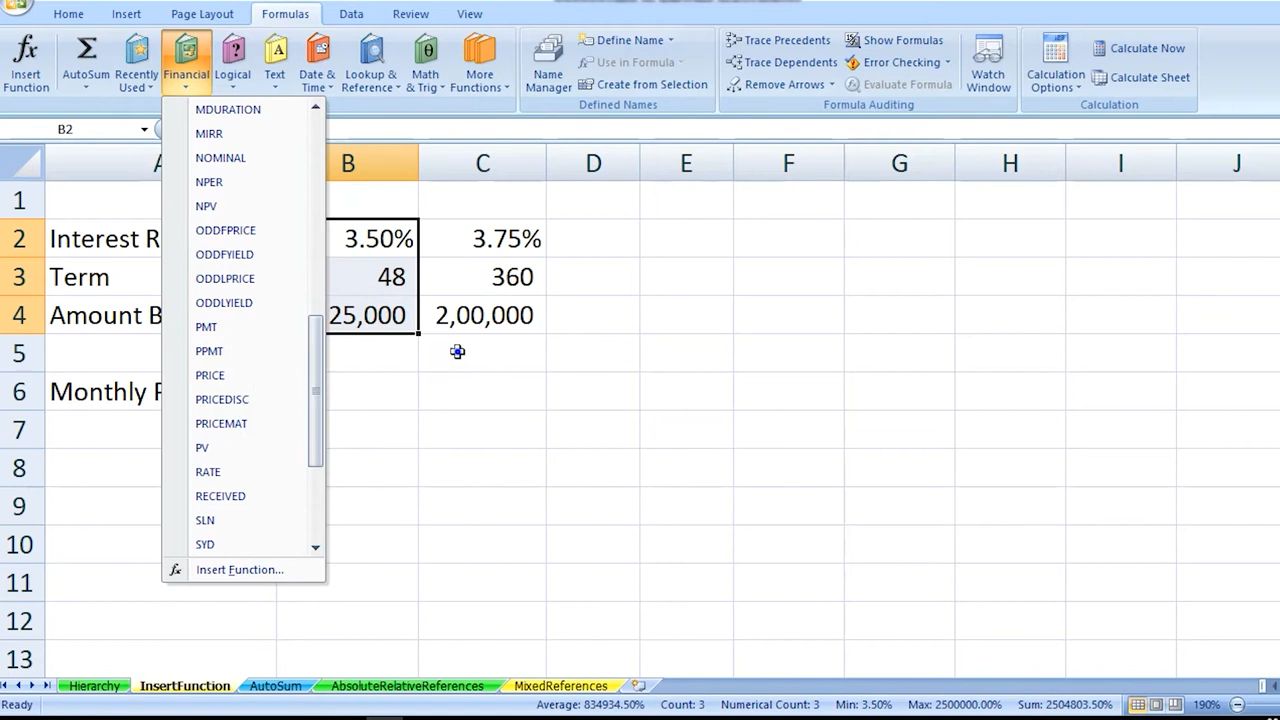 Home Insert Page Layout Formulas Data Review View
fx Insert Function
Σ AutoSum
Recently Used
Financial
? Logical
A Text
Date & Time
Lookup & Reference
θ Math & Trig
More Functions
Name Manager
Define Name
Use in Formula
Create from Selection
Defined Names
Trace Precedents
Trace Dependents
Remove Arrows
Show Formulas
Error Checking
Evaluate Formula
Formula Auditing
Watch Window
Calculation Options
Calculate Now
Calculate Sheet
Calculation
B2
MDURATION
MIRR
NOMINAL
NPER
NPV
ODDFPRICE
ODDFYIELD
ODDLPRICE
ODDLYIELD
PMT
PPMT
PRICE
PRICEDISC
PRICEMAT
PV
RATE
RECEIVED
SLN
SYD
fx Insert Function...
B C D E F G H I J
1
2 Interest R 3.50% 3.75%
3 Term 48 360
4 Amount B 25,000 2,00,000
5
6 Monthly P
7
8
9
10
11
12
13
Hierarchy InsertFunction AutoSum AbsoluteRelativeReferences MixedReferences
Ready Average: 834934.50% Count: 3 Numerical Count: 3 Min: 3.50% Max: 2500000.00% Sum: 2504803.50% 190%